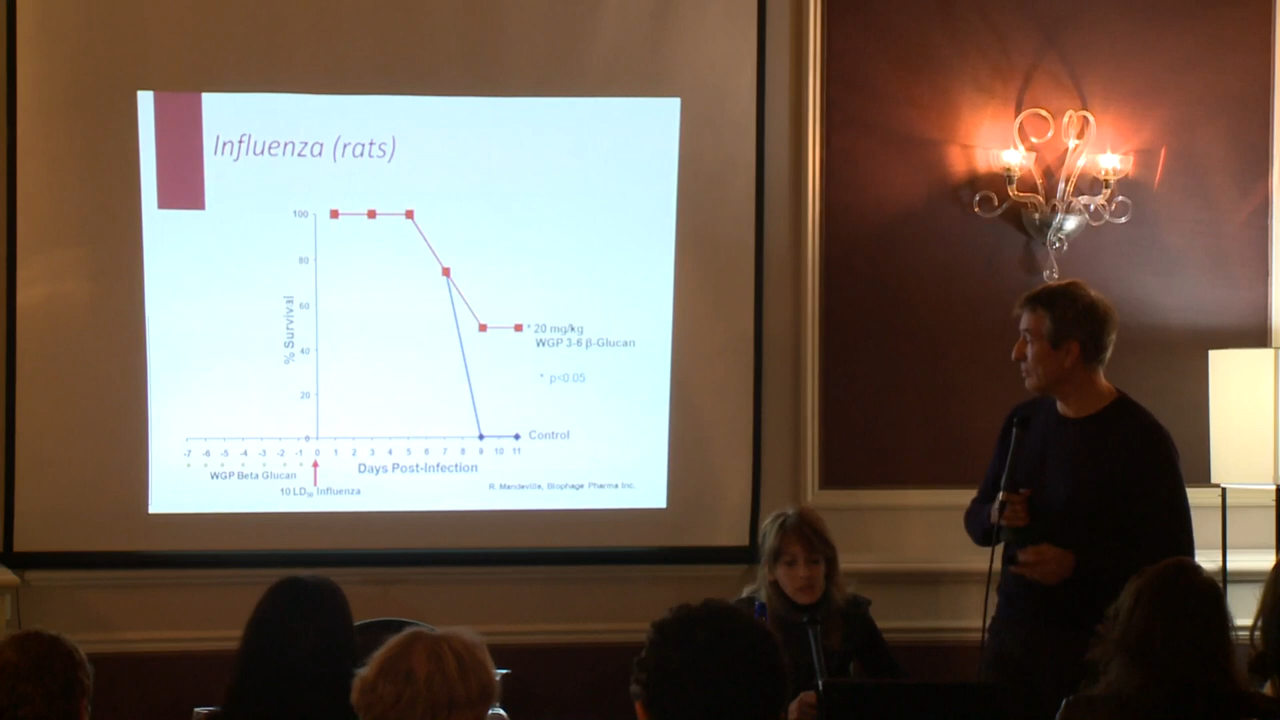 Influenza (rats)
100
80
60
40
20
0
% Survival
* 20 mg/kg
WGP 3-6 β-Glucan
* p<0.05
Control
-7 -6 -5 -4 -3 -2 -1 0 1 2 3 4 5 6 7 8 9 10 11
* * * * * * *
WGP Beta Glucan
Days Post-Infection
10 LD50 Influenza
R. Mandeville, Biophage Pharma Inc.